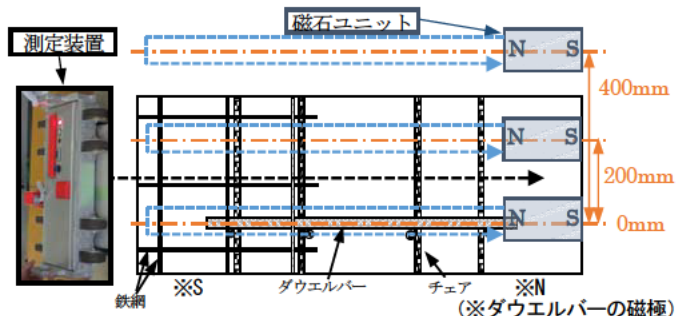 磁石ユニット
測定装置
N S
400mm
N S
200mm
N S
0mm
鉄網
※S
ダウエルバー
チェア
※N
(※ダウエルバーの磁極)